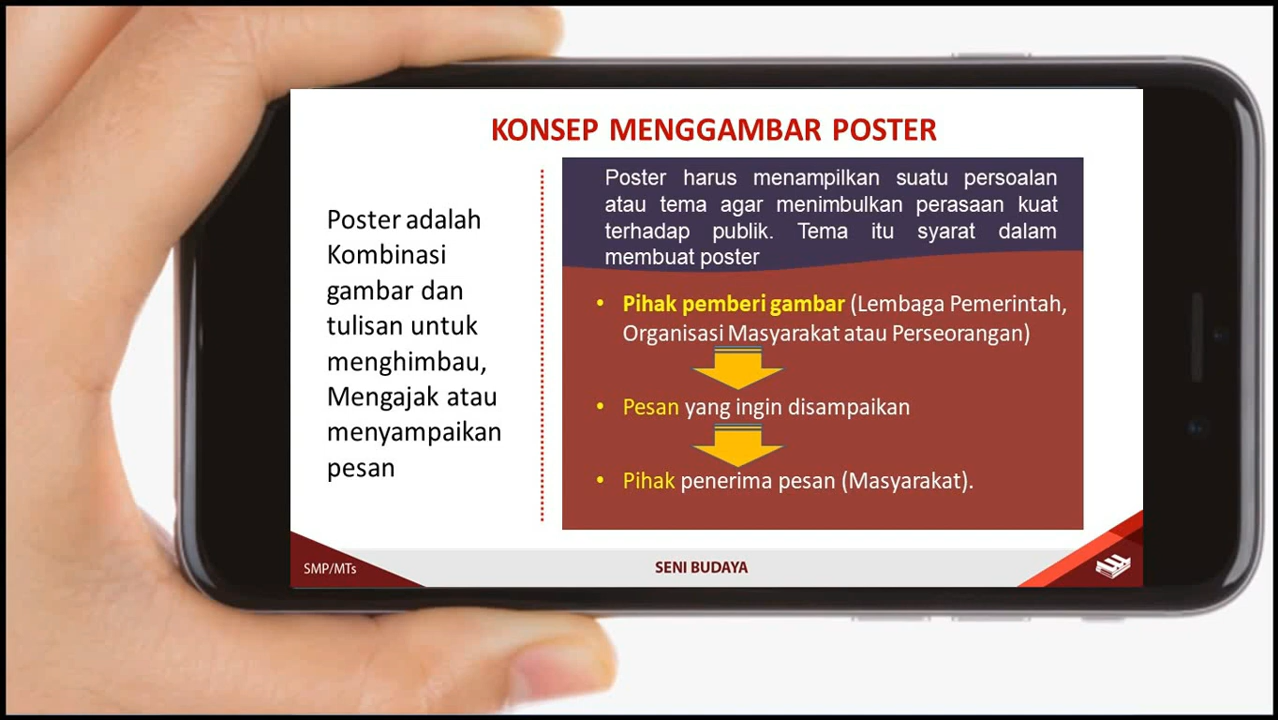 KONSEP MENGGAMBAR POSTER
Poster adalah
Kombinasi
gambar dan
tulisan untuk
menghimbau,
Mengajak atau
menyampaikan
pesan
Poster harus menampilkan suatu persoalan
atau tema agar menimbulkan perasaan kuat
terhadap publik. Tema itu syarat dalam
membuat poster
• Pihak pemberi gambar (Lembaga Pemerintah,
Organisasi Masyarakat atau Perseorangan)
• Pesan yang ingin disampaikan
• Pihak penerima pesan (Masyarakat).
SMP/MTs
SENI BUDAYA